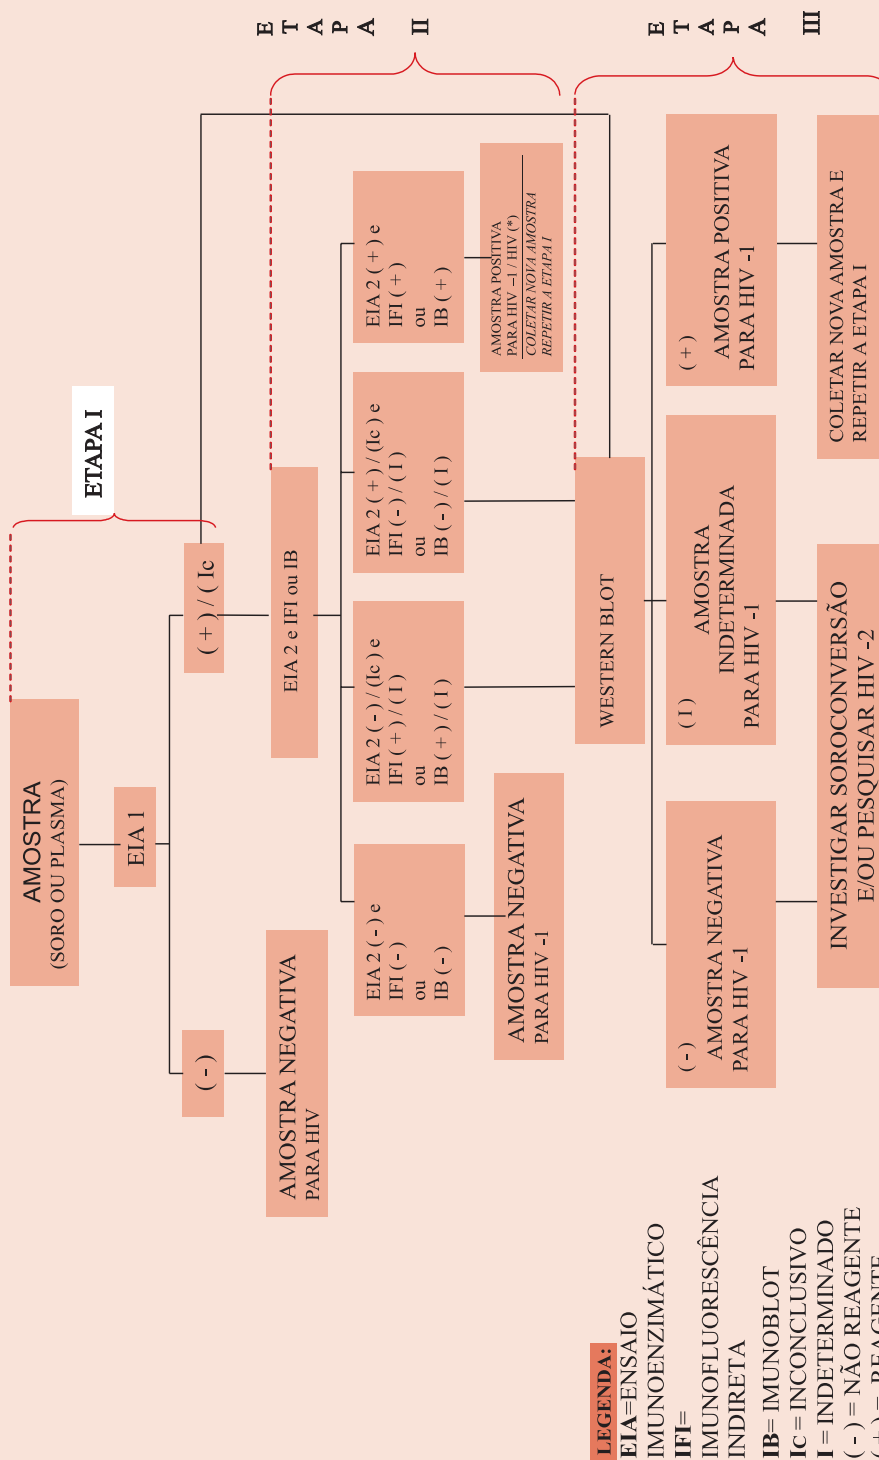 AMOSTRA
(SORO OU PLASMA)
ETAPA I
EIA 1
( - )
( + ) / ( Ic
AMOSTRA NEGATIVA
PARA HIV
E
T
A
P
A
II
EIA 2 e IFI ou IB
EIA 2 ( - ) e
IFI ( - )
ou
IB ( - )
EIA 2 ( - ) / (Ic) e
IFI ( + ) / ( I )
ou
IB ( + ) / ( I )
EIA 2 ( + ) / (Ic) e
IFI ( - ) / ( I )
ou
IB ( - ) / ( I )
EIA 2 ( + ) e
IFI ( + )
ou
IB ( + )
AMOSTRA NEGATIVA
PARA HIV -1
AMOSTRA POSITIVA
PARA HIV –1 / HIV (*)
COLETAR NOVA AMOSTRA
REPETIR A ETAPA I
E
T
A
P
A
III
WESTERN BLOT
( - )
AMOSTRA NEGATIVA
PARA HIV -1
( I )
AMOSTRA
INDETERMINADA
PARA HIV -1
( + )
AMOSTRA POSITIVA
PARA HIV -1
INVESTIGAR SOROCONVERSÃO
E/OU PESQUISAR HIV -2
COLETAR NOVA AMOSTRA E
REPETIR A ETAPA I
LEGENDA:
EIA=ENSAIO
IMUNOENZIMÁTICO
IFI=
IMUNOFLUORESCÊNCIA
INDIRETA
IB= IMUNOBLOT
Ic = INCONCLUSIVO
I = INDETERMINADO
( - ) = NÃO REAGENTE
( + ) = REAGENTE